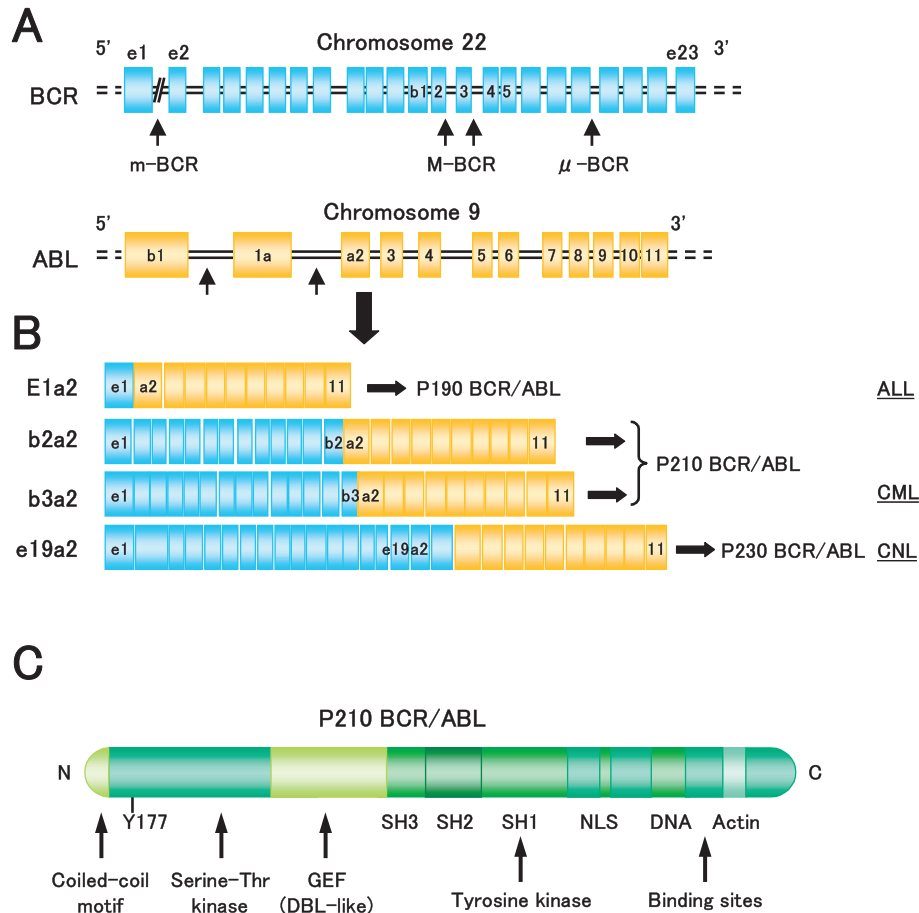 A
Chromosome 22
5' e1 e2 e23 3'
BCR b1 2 3 4 5
m-BCR M-BCR μ-BCR
Chromosome 9
5' 3'
ABL b1 1a a2 3 4 5 6 7 8 9 10 11
B
E1a2 e1 a2 11 P190 BCR/ABL ALL
b2a2 e1 b2 a2 11
P210 BCR/ABL
b3a2 e1 b3 a2 11 CML
e19a2 e1 e19a2 11 P230 BCR/ABL CNL
C
P210 BCR/ABL
N C
Y177 SH3 SH2 SH1 NLS DNA Actin
Coiled-coil motif
Serine-Thr kinase
GEF (DBL-like)
Tyrosine kinase
Binding sites